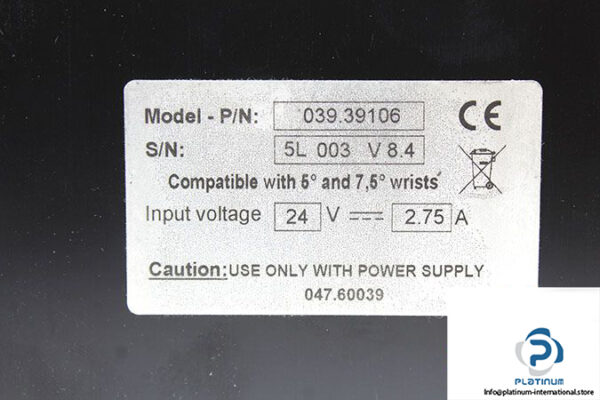 Model - P/N: 039.39106
S/N: 5L 003 V 8.4
Compatible with 5° and 7,5° wrists
Input voltage 24 V 2.75 A
Caution: USE ONLY WITH POWER SUPPLY
047.60039
CE
PLATINUM
Info@platinum-international.store